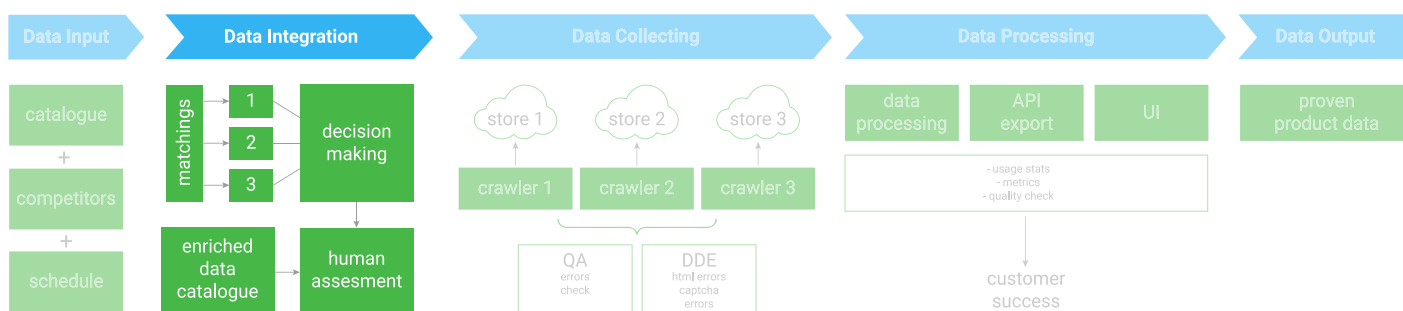 Data Input
Data Integration
Data Collecting
Data Processing
Data Output
catalogue
+
competitors
+
schedule
matchings
1
2
3
decision
making
enriched
data
catalogue
human
assesment
store 1
store 2
store 3
crawler 1
crawler 2
crawler 3
QA
errors
check
DDE
html errors
captcha
errors
data
processing
API
export
UI
- usage stats
- metrics
- quality check
customer
success
proven
product data